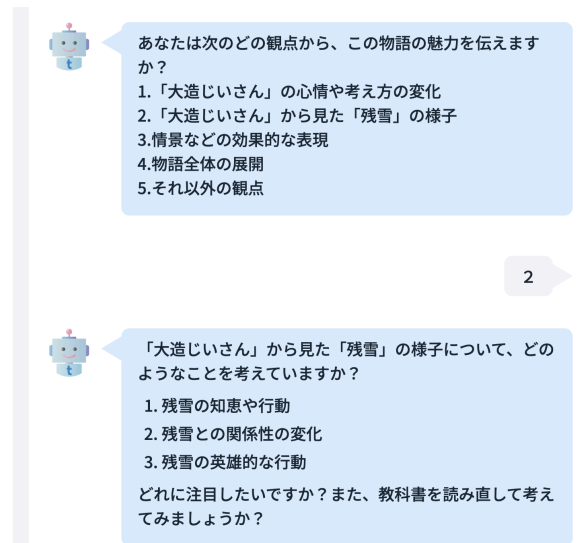 あなたは次のどの観点から、この物語の魅力を伝えます
か？
1.「大造じいさん」の心情や考え方の変化
2.「大造じいさん」から見た「残雪」の様子
3.情景などの効果的な表現
4.物語全体の展開
5.それ以外の観点
t
2
「大造じいさん」から見た「残雪」の様子について、どの
ようなことを考えていますか？
1. 残雪の知恵や行動
2. 残雪との関係性の変化
3. 残雪の英雄的な行動
どれに注目したいですか？また、教科書を読み直して考え
てみましょうか？
t